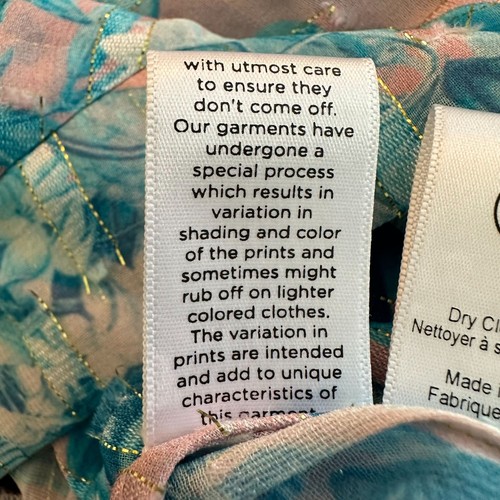 with utmost care
to ensure they
don't come off.
Our garments have
undergone a
special process
which results in
variation in
shading and color
of the prints and
sometimes might
rub off on lighter
colored clothes.
The variation in
prints are intended
and add to unique
characteristics of
this garment.
Dry Cl
Nettoyer à s
Made
Fabrique